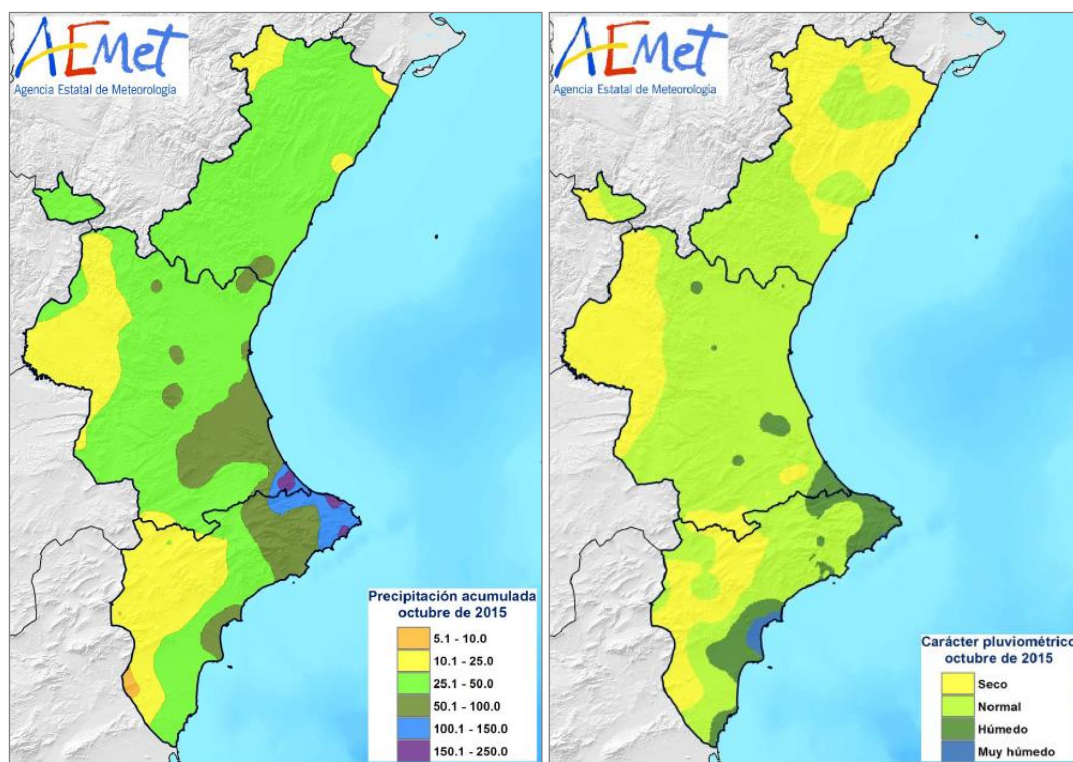 AEMet
Agencia Estatal de Meteorología
Precipitación acumulada
octubre de 2015
5.1 - 10.0
10.1 - 25.0
25.1 - 50.0
50.1 - 100.0
100.1 - 150.0
150.1 - 250.0
AEMet
Agencia Estatal de Meteorología
Carácter pluviométrico
octubre de 2015
Seco
Normal
Húmedo
Muy húmedo